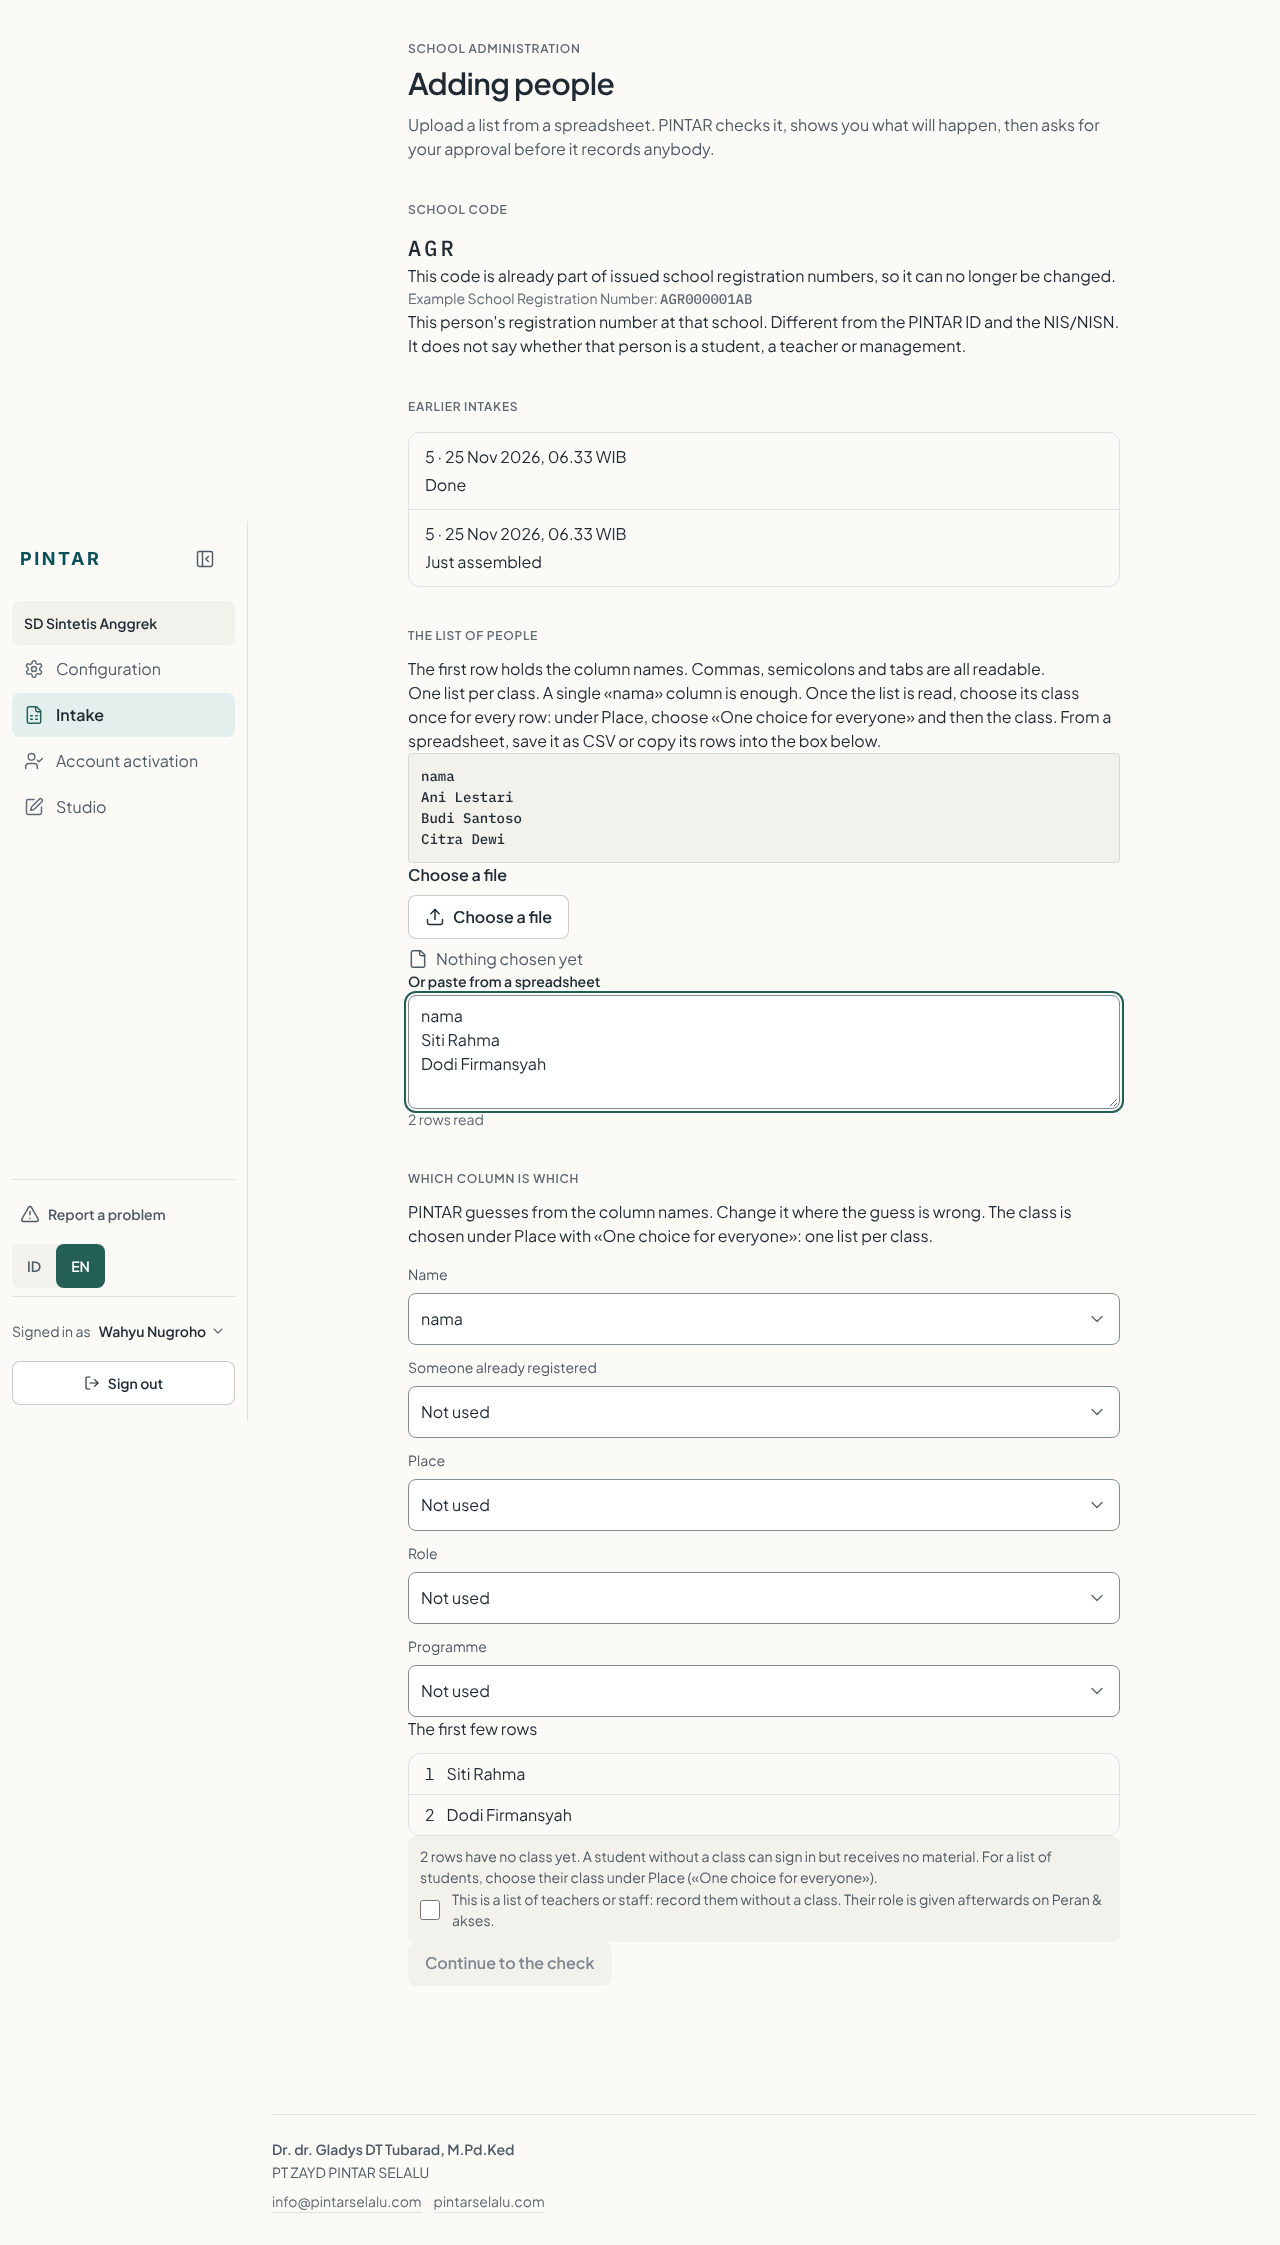 SCHOOL ADMINISTRATION
Adding people
Upload a list from a spreadsheet. PINTAR checks it, shows you what will happen, then asks for
your approval before it records anybody.
SCHOOL CODE
AGR
This code is already part of issued school registration numbers, so it can no longer be changed.
Example School Registration Number: AGR000001AB
This person's registration number at that school. Different from the PINTAR ID and the NIS/NISN.
It does not say whether that person is a student, a teacher or management.
EARLIER INTAKES
5 · 25 Nov 2026, 06.33 WIB
Done
5 · 25 Nov 2026, 06.33 WIB
Just assembled
PINTAR
SD Sintetis Anggrek
Configuration
Intake
Account activation
Studio
Report a problem
ID
EN
Signed in as Wahyu Nugroho
Sign out
THE LIST OF PEOPLE
The first row holds the column names. Commas, semicolons and tabs are all readable.
One list per class. A single «nama» column is enough. Once the list is read, choose its class
once for every row: under Place, choose «One choice for everyone» and then the class. From a
spreadsheet, save it as CSV or copy its rows into the box below.
nama
Ani Lestari
Budi Santoso
Citra Dewi
Choose a file
Choose a file
Nothing chosen yet
Or paste from a spreadsheet
nama
Siti Rahma
Dodi Firmansyah
2 rows read
WHICH COLUMN IS WHICH
PINTAR guesses from the column names. Change it where the guess is wrong. The class is
chosen under Place with «One choice for everyone»: one list per class.
Name
nama
Someone already registered
Not used
Place
Not used
Role
Not used
Programme
Not used
The first few rows
1 Siti Rahma
2 Dodi Firmansyah
2 rows have no class yet. A student without a class can sign in but receives no material. For a list of
students, choose their class under Place («One choice for everyone»).
This is a list of teachers or staff: record them without a class. Their role is given afterwards on Peran &
akses.
Continue to the check
Dr. dr. Gladys DT Tubarad, M.Pd.Ked
PT ZAYD PINTAR SELALU
info@pintarselalu.com pintarselalu.com